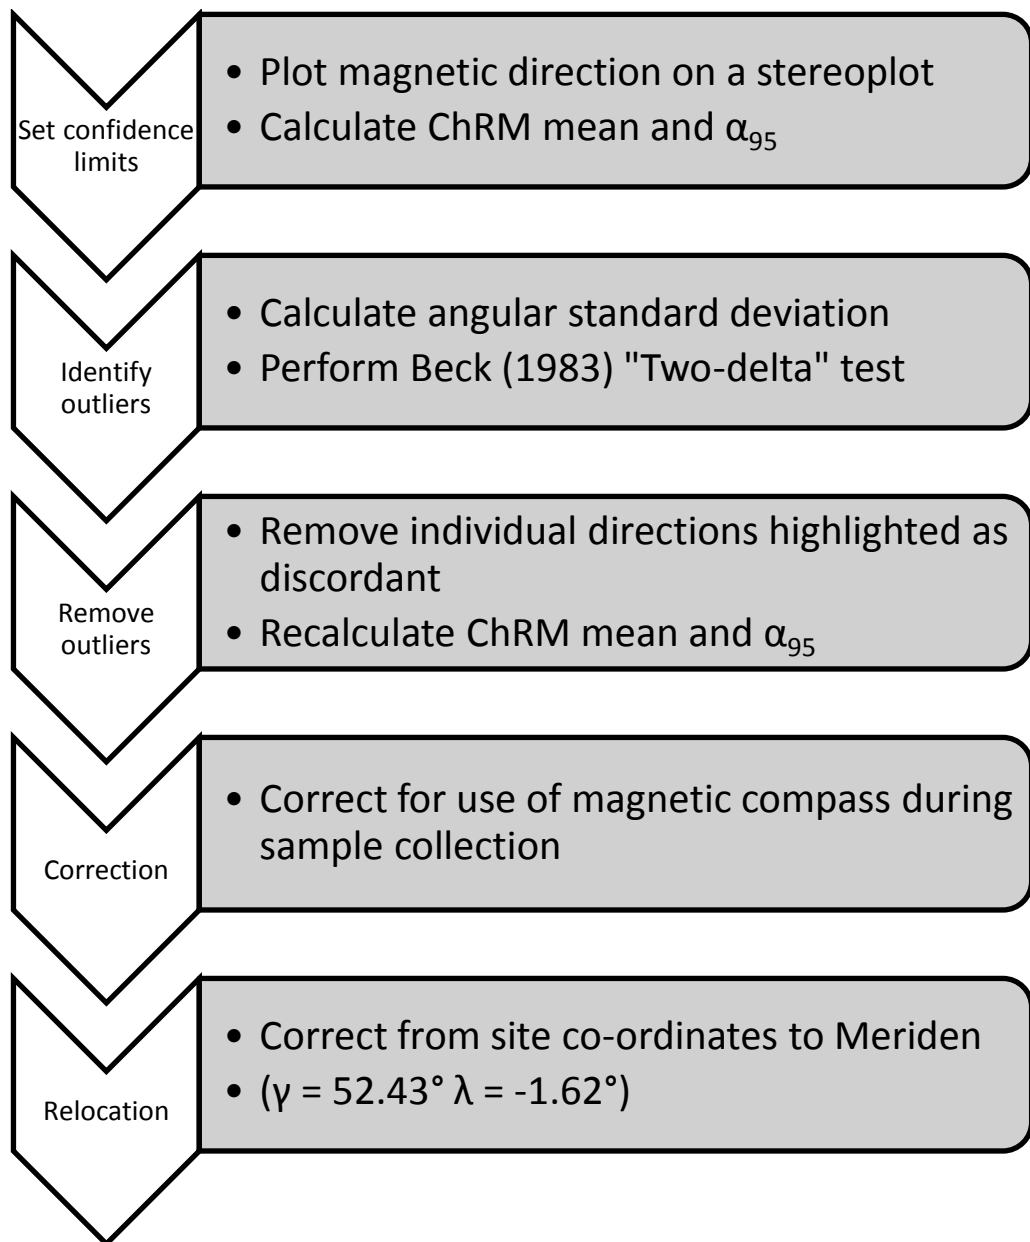 Set confidence
limits
• Plot magnetic direction on a stereoplot
• Calculate ChRM mean and α₉₅
Identify
outliers
• Calculate angular standard deviation
• Perform Beck (1983) "Two-delta" test
Remove
outliers
• Remove individual directions highlighted as
discordant
• Recalculate ChRM mean and α₉₅
Correction
• Correct for use of magnetic compass during
sample collection
Relocation
• Correct from site co-ordinates to Meriden
• (γ = 52.43° λ = -1.62°)